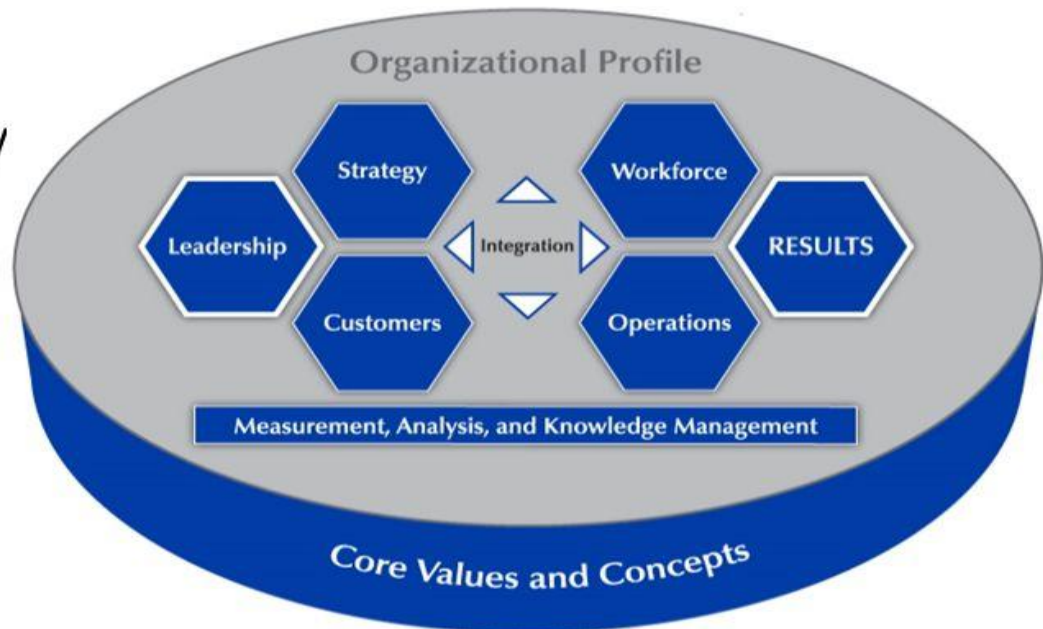 Organizational Profile
Strategy
Workforce
Leadership
Integration
RESULTS
Customers
Operations
Measurement, Analysis, and Knowledge Management
Core Values and Concepts